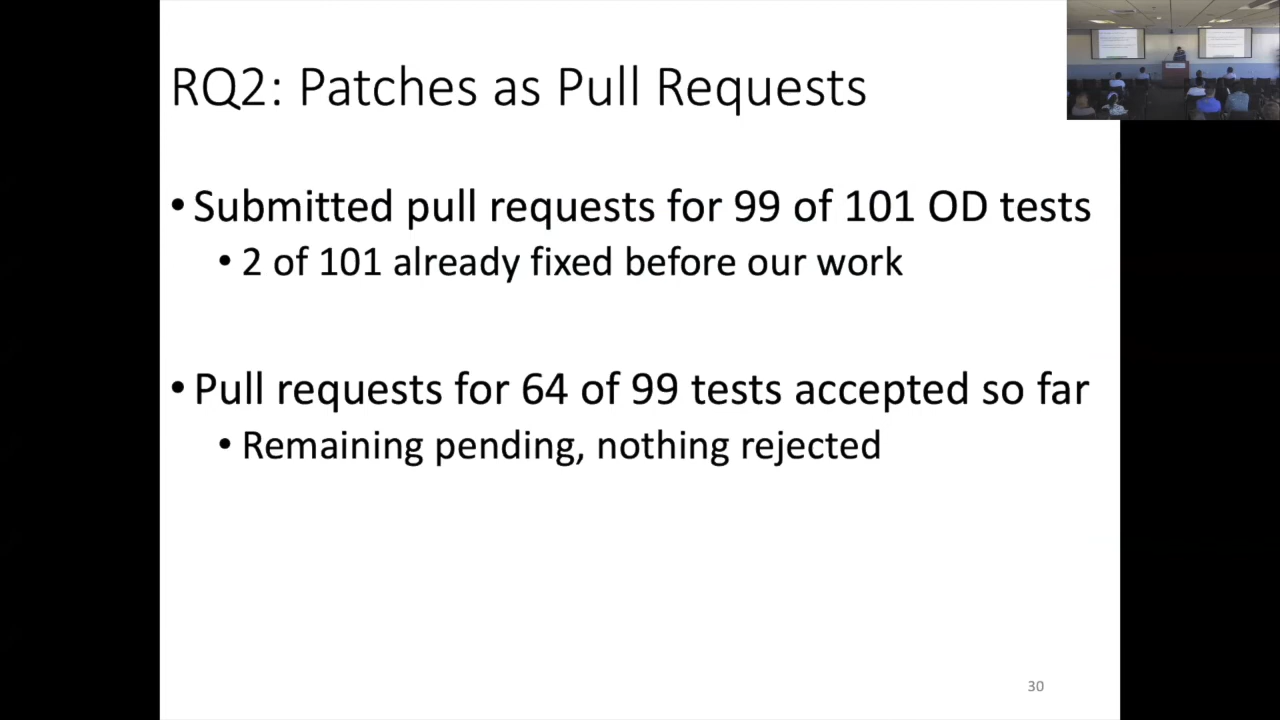 RQ2: Patches as Pull Requests
• Submitted pull requests for 99 of 101 OD tests
• 2 of 101 already fixed before our work
• Pull requests for 64 of 99 tests accepted so far
• Remaining pending, nothing rejected
30